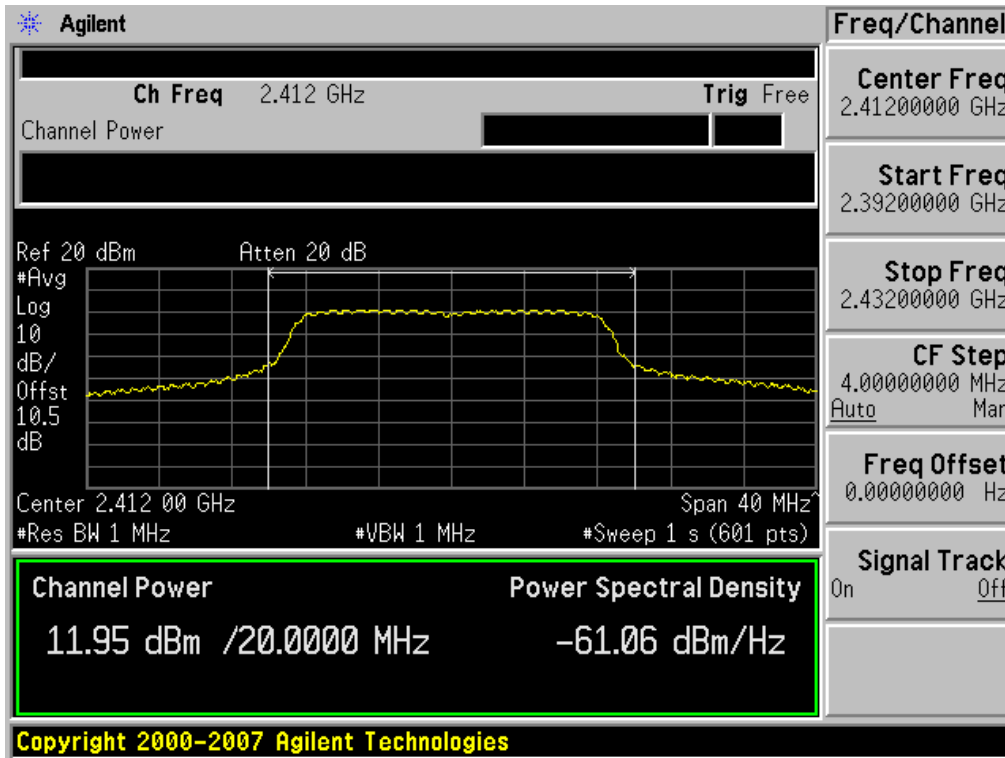 Agilent
Freq/Channel
Ch Freq 2.412 GHz Trig Free
Channel Power
Ref 20 dBm Atten 20 dB
#Avg
Log
10
dB/
Offst
10.5
dB
Center 2.412 00 GHz Span 40 MHz^
#Res BW 1 MHz #VBW 1 MHz #Sweep 1 s (601 pts)
Channel Power Power Spectral Density
11.95 dBm /20.0000 MHz -61.06 dBm/Hz
Copyright 2000-2007 Agilent Technologies
Center Freq
2.41200000 GHz
Start Freq
2.39200000 GHz
Stop Freq
2.43200000 GHz
CF Step
4.00000000 MHz
Auto Man
Freq Offset
0.00000000 Hz
Signal Track
On Off